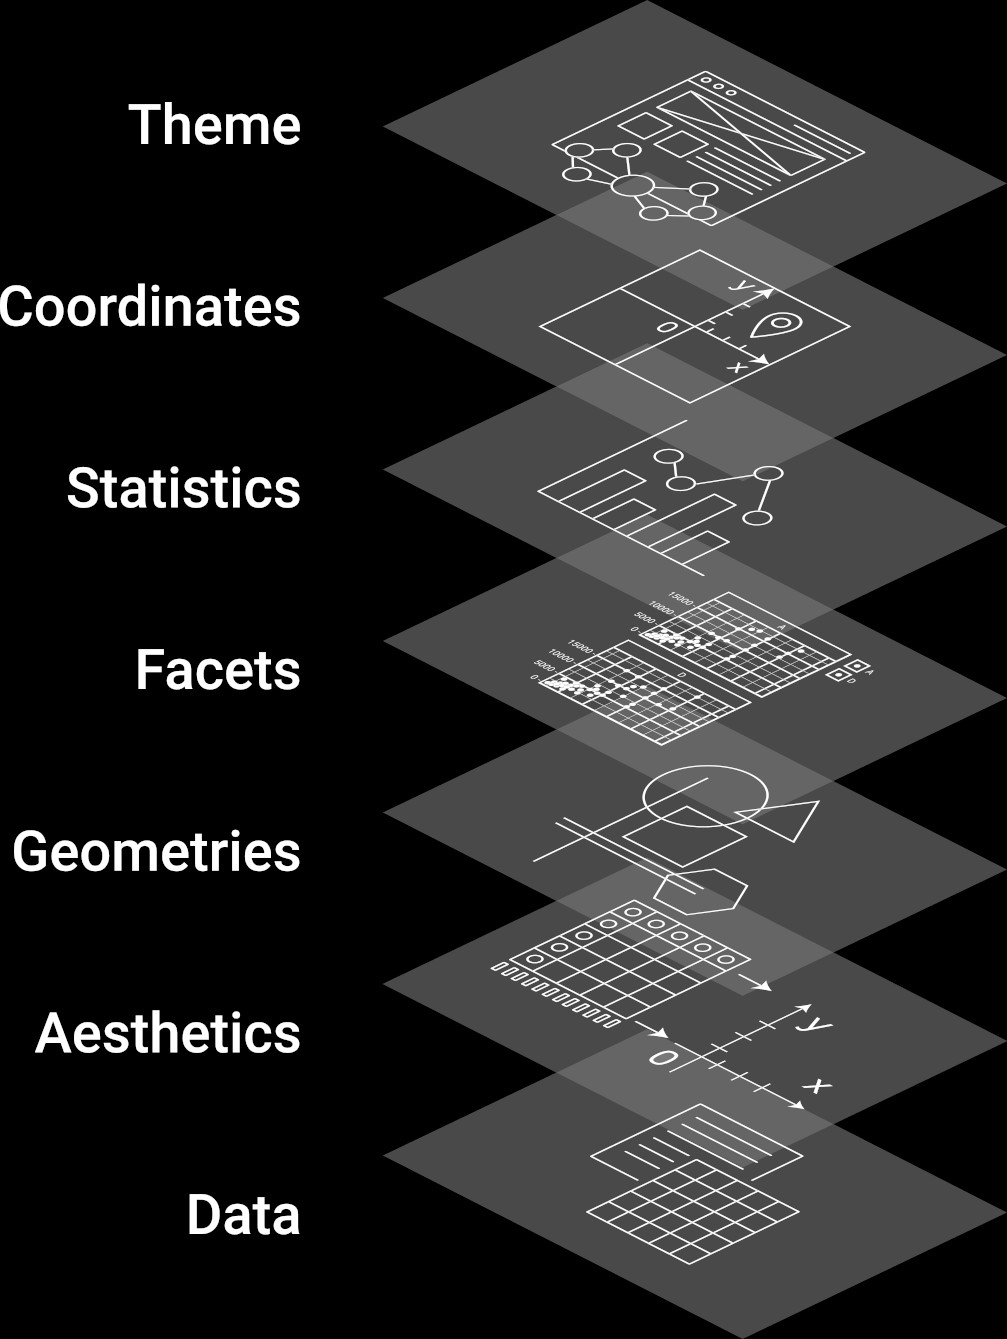 Theme
Coordinates
y
0
x
Statistics
Facets
15000
10000
5000
0
A
15000
10000
5000
0
D
A
D
Geometries
Aesthetics
y
0
x
Data